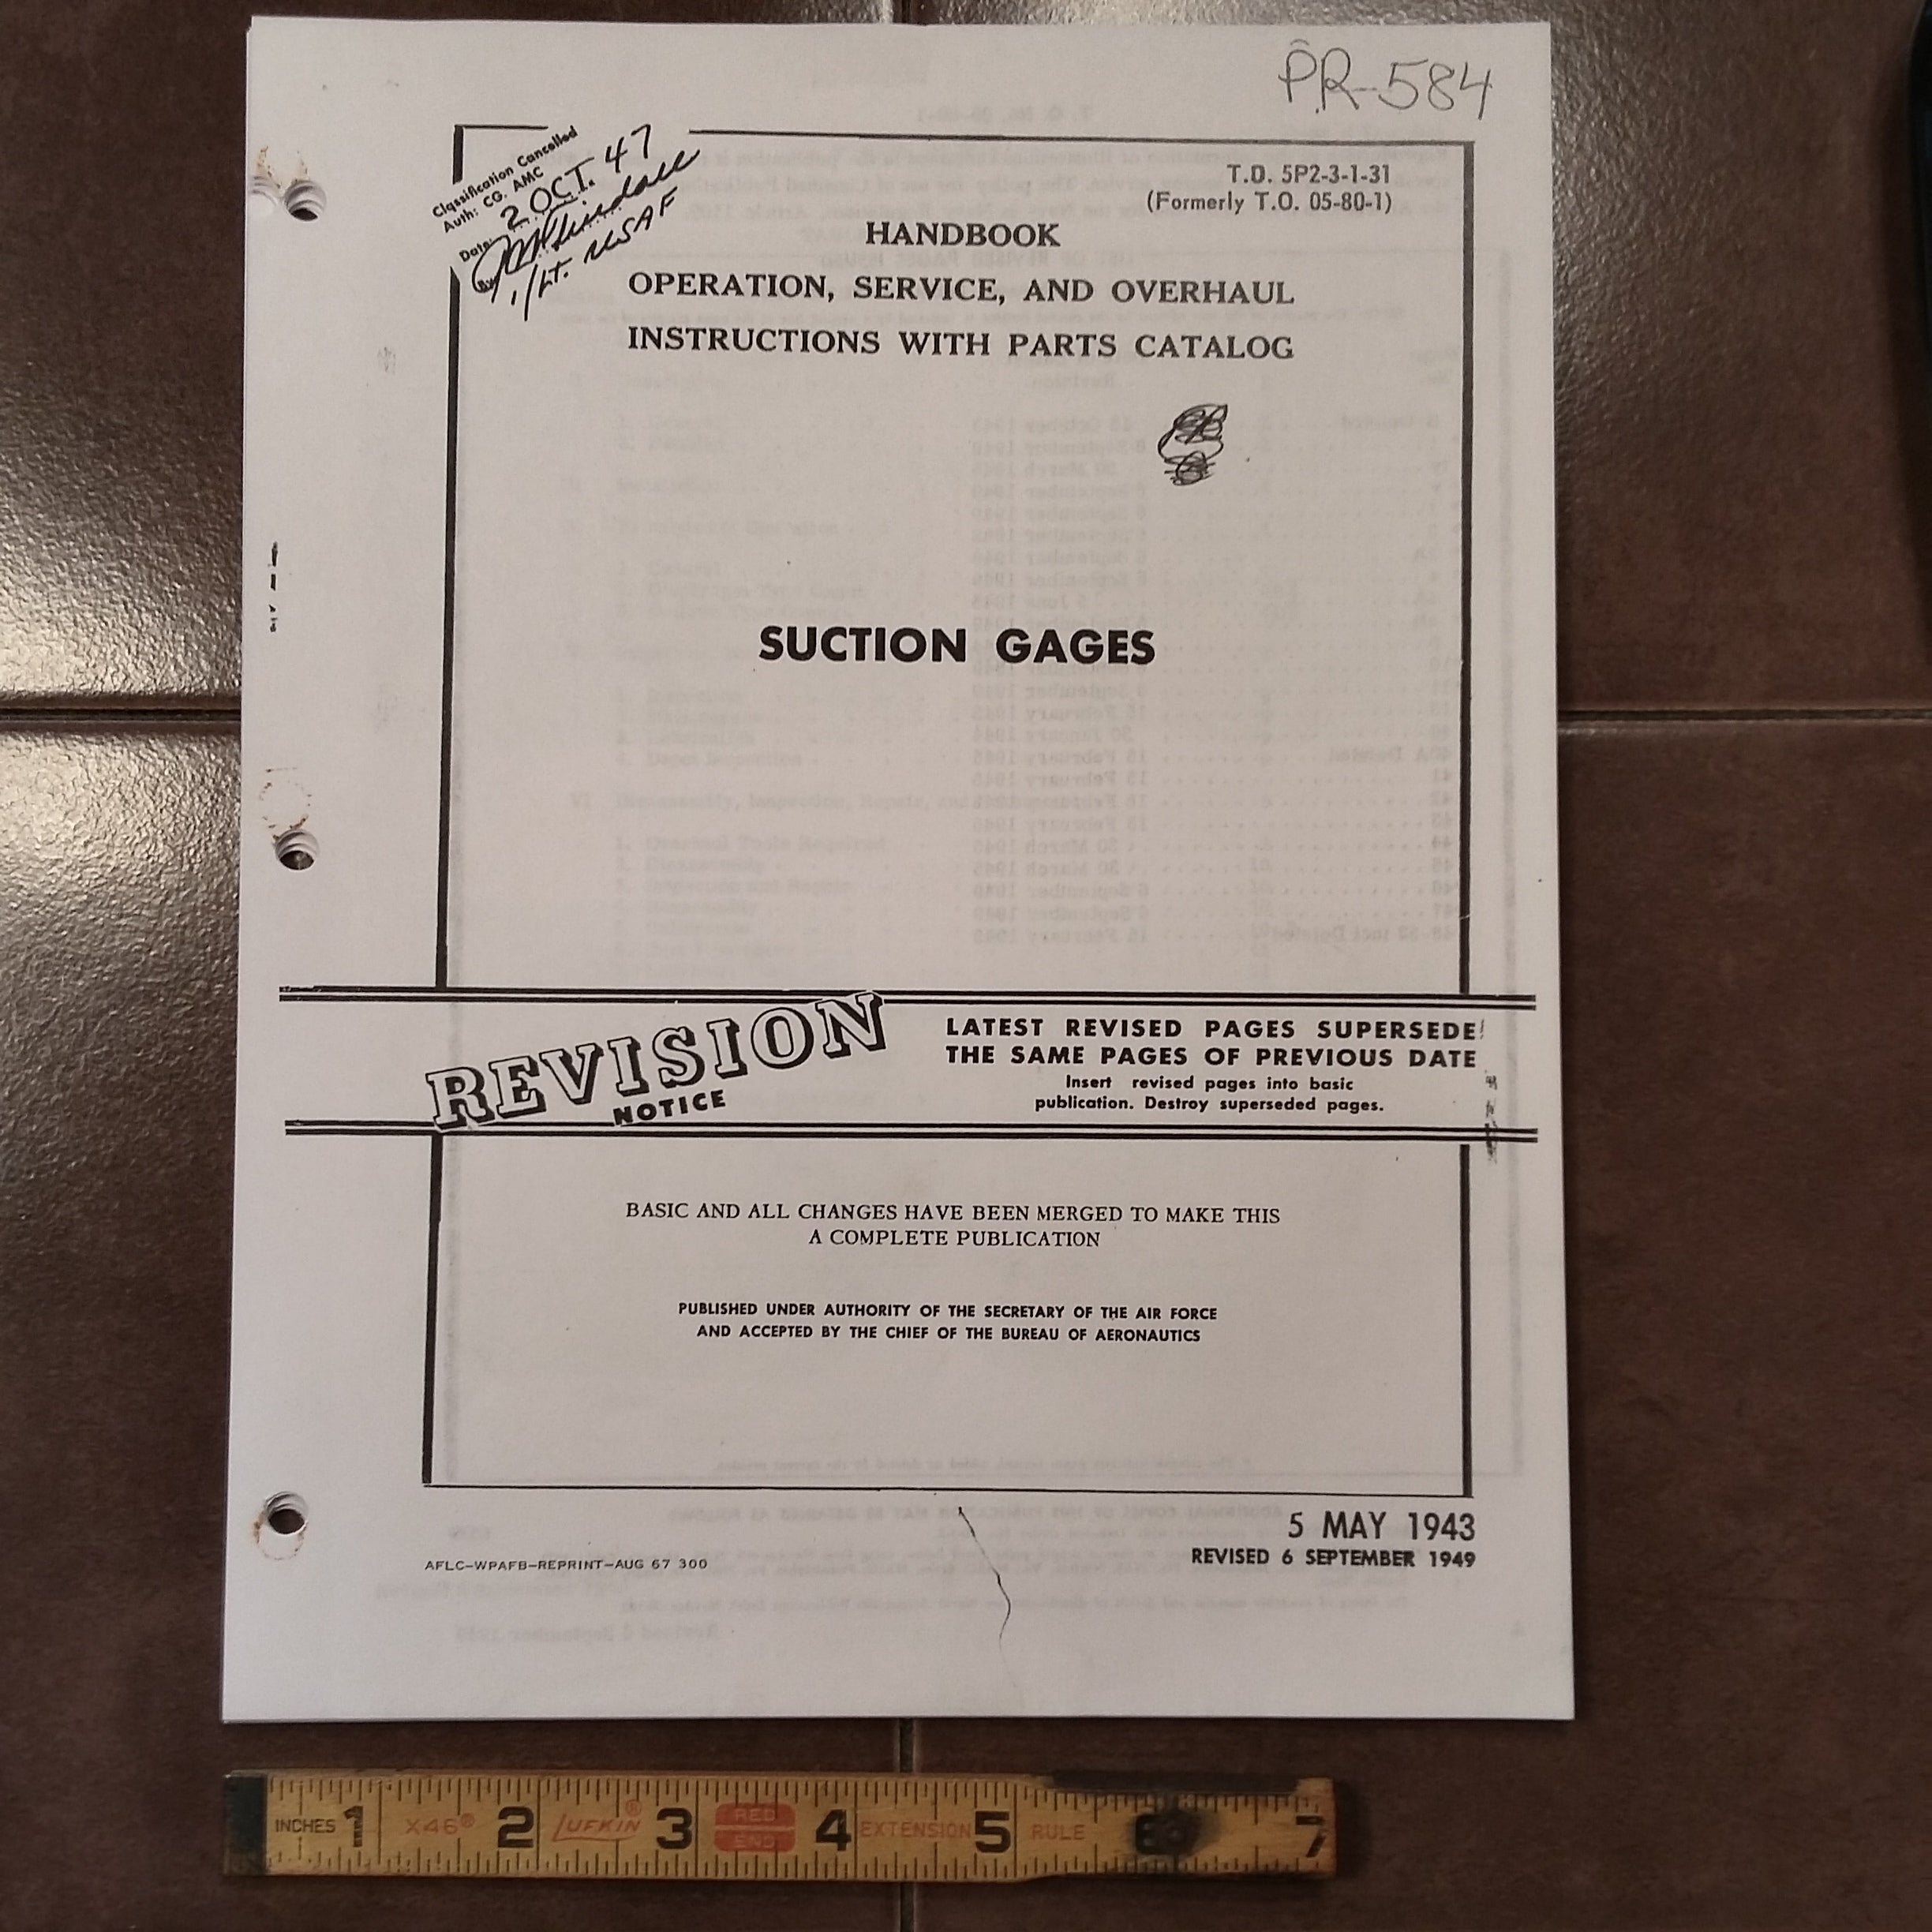 PR-584
Classification Cancelled
Auth: CG. AMC
Date: 2 OCT. 47
By
1/Lt. USAF
T.D. 5P2-3-1-31
(Formerly T.O. 05-80-1)
HANDBOOK
OPERATION, SERVICE, AND OVERHAUL
INSTRUCTIONS WITH PARTS CATALOG
SUCTION GAGES
REVISION
NOTICE
LATEST REVISED PAGES SUPERSEDE
THE SAME PAGES OF PREVIOUS DATE
Insert revised pages into basic
publication. Destroy superseded pages.
BASIC AND ALL CHANGES HAVE BEEN MERGED TO MAKE THIS
A COMPLETE PUBLICATION
PUBLISHED UNDER AUTHORITY OF THE SECRETARY OF THE AIR FORCE
AND ACCEPTED BY THE CHIEF OF THE BUREAU OF AERONAUTICS
5 MAY 1943
REVISED 6 SEPTEMBER 1949
AFLC-WPAFB-REPRINT-AUG 67 300
INCHES 1 X46® 2 LUFKIN® 3 RED END 4 EXTENSION 5 RULE 6 7